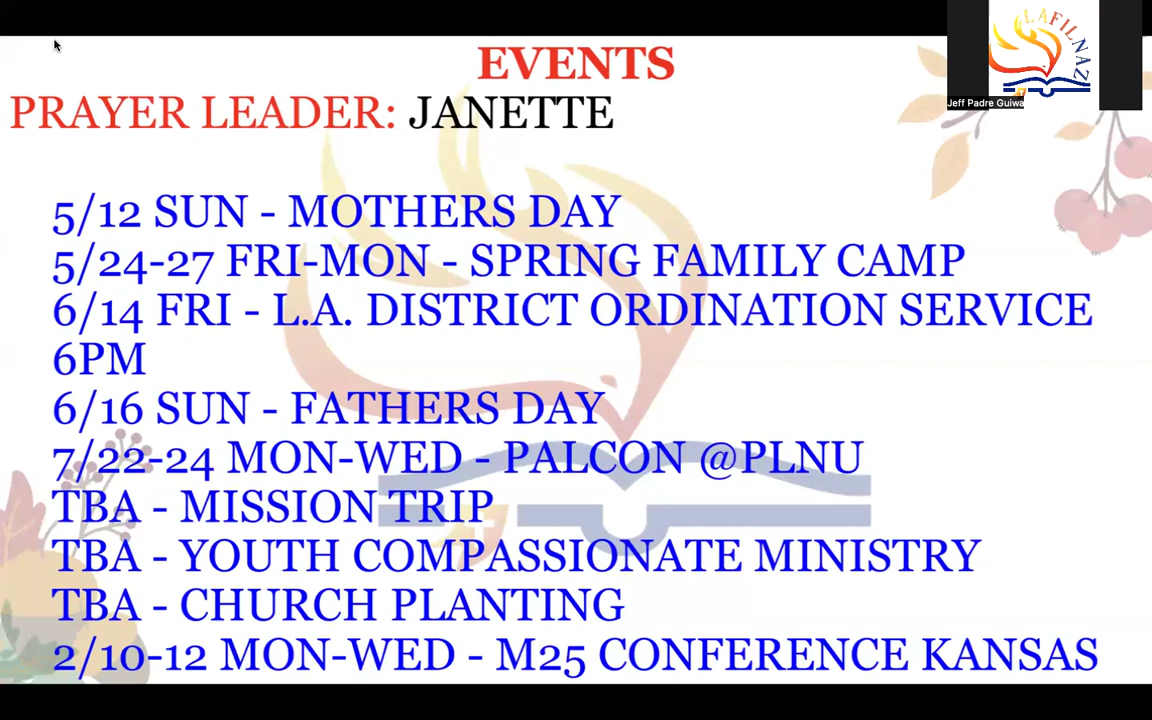 EVENTS
PRAYER LEADER: JANETTE
5/12 SUN - MOTHERS DAY
5/24-27 FRI-MON - SPRING FAMILY CAMP
6/14 FRI - L.A. DISTRICT ORDINATION SERVICE
6PM
6/16 SUN - FATHERS DAY
7/22-24 MON-WED - PALCON @PLNU
TBA - MISSION TRIP
TBA - YOUTH COMPASSIONATE MINISTRY
TBA - CHURCH PLANTING
2/10-12 MON-WED - M25 CONFERENCE KANSAS
LAFILNAZ
Jeff Padre Guiwa